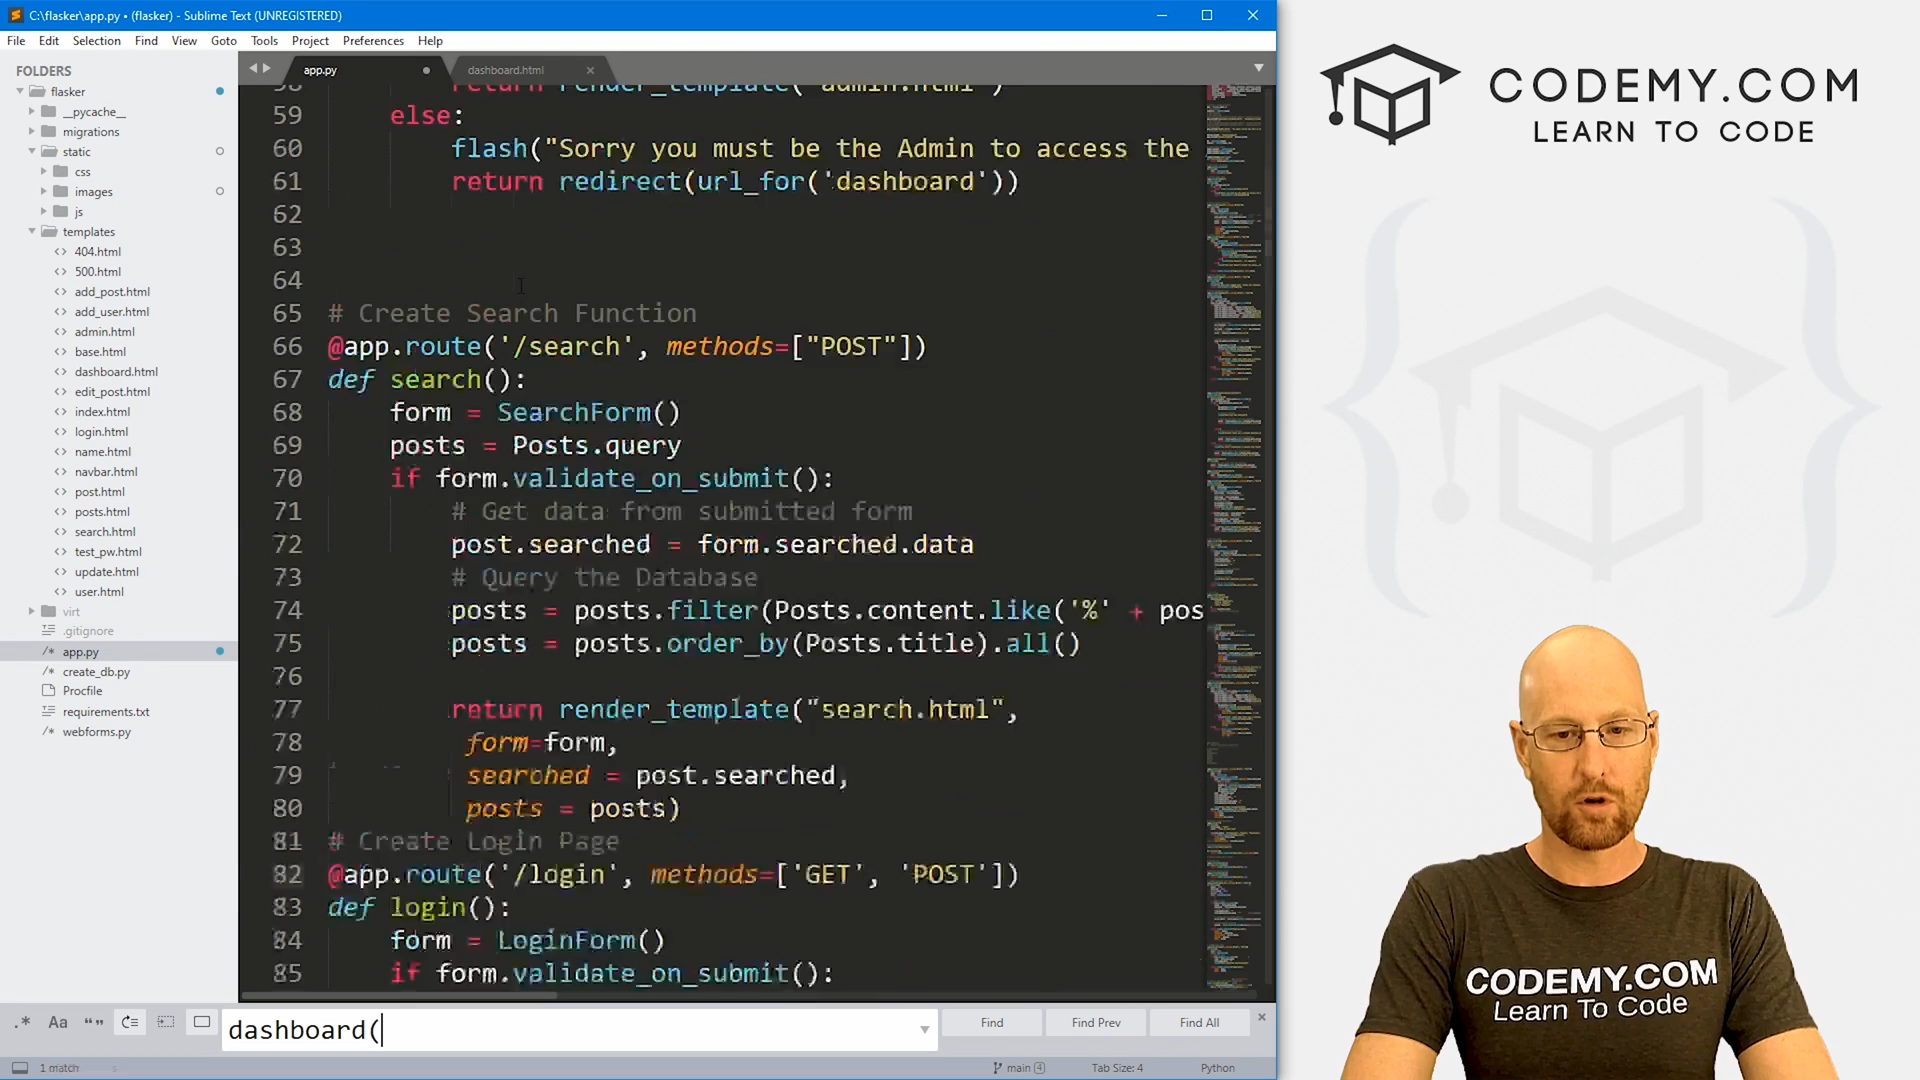 C:\flasker\app.py • (flasker) - Sublime Text (UNREGISTERED)
File Edit Selection Find View Goto Tools Project Preferences Help
FOLDERS
flasker
__pycache__
migrations
static
css
images
js
templates
404.html
500.html
add_post.html
add_user.html
admin.html
base.html
dashboard.html
edit_post.html
index.html
login.html
name.html
navbar.html
post.html
posts.html
search.html
test_pw.html
update.html
user.html
virt
.gitignore
app.py
create_db.py
Procfile
requirements.txt
webforms.py
app.py
dashboard.html
58 return render_template("admin.html")
59 else:
60 flash("Sorry you must be the Admin to access the
61 return redirect(url_for('dashboard'))
62
63
64
65 # Create Search Function
66 @app.route('/search', methods=["POST"])
67 def search():
68 form = SearchForm()
69 posts = Posts.query
70 if form.validate_on_submit():
71 # Get data from submitted form
72 post.searched = form.searched.data
73 # Query the Database
74 posts = posts.filter(Posts.content.like('%' + pos
75 posts = posts.order_by(Posts.title).all()
76
77 return render_template("search.html",
78 form=form,
79 searched = post.searched,
80 posts = posts)
81 # Create Login Page
82 @app.route('/login', methods=['GET', 'POST'])
83 def login():
84 form = LoginForm()
85 if form.validate_on_submit():
.* Aa “”
dashboard(
Find Find Prev Find All
1 match
main 4 Tab Size: 4 Python
CODEMY.COM
LEARN TO CODE
CODEMY.COM
Learn To Code